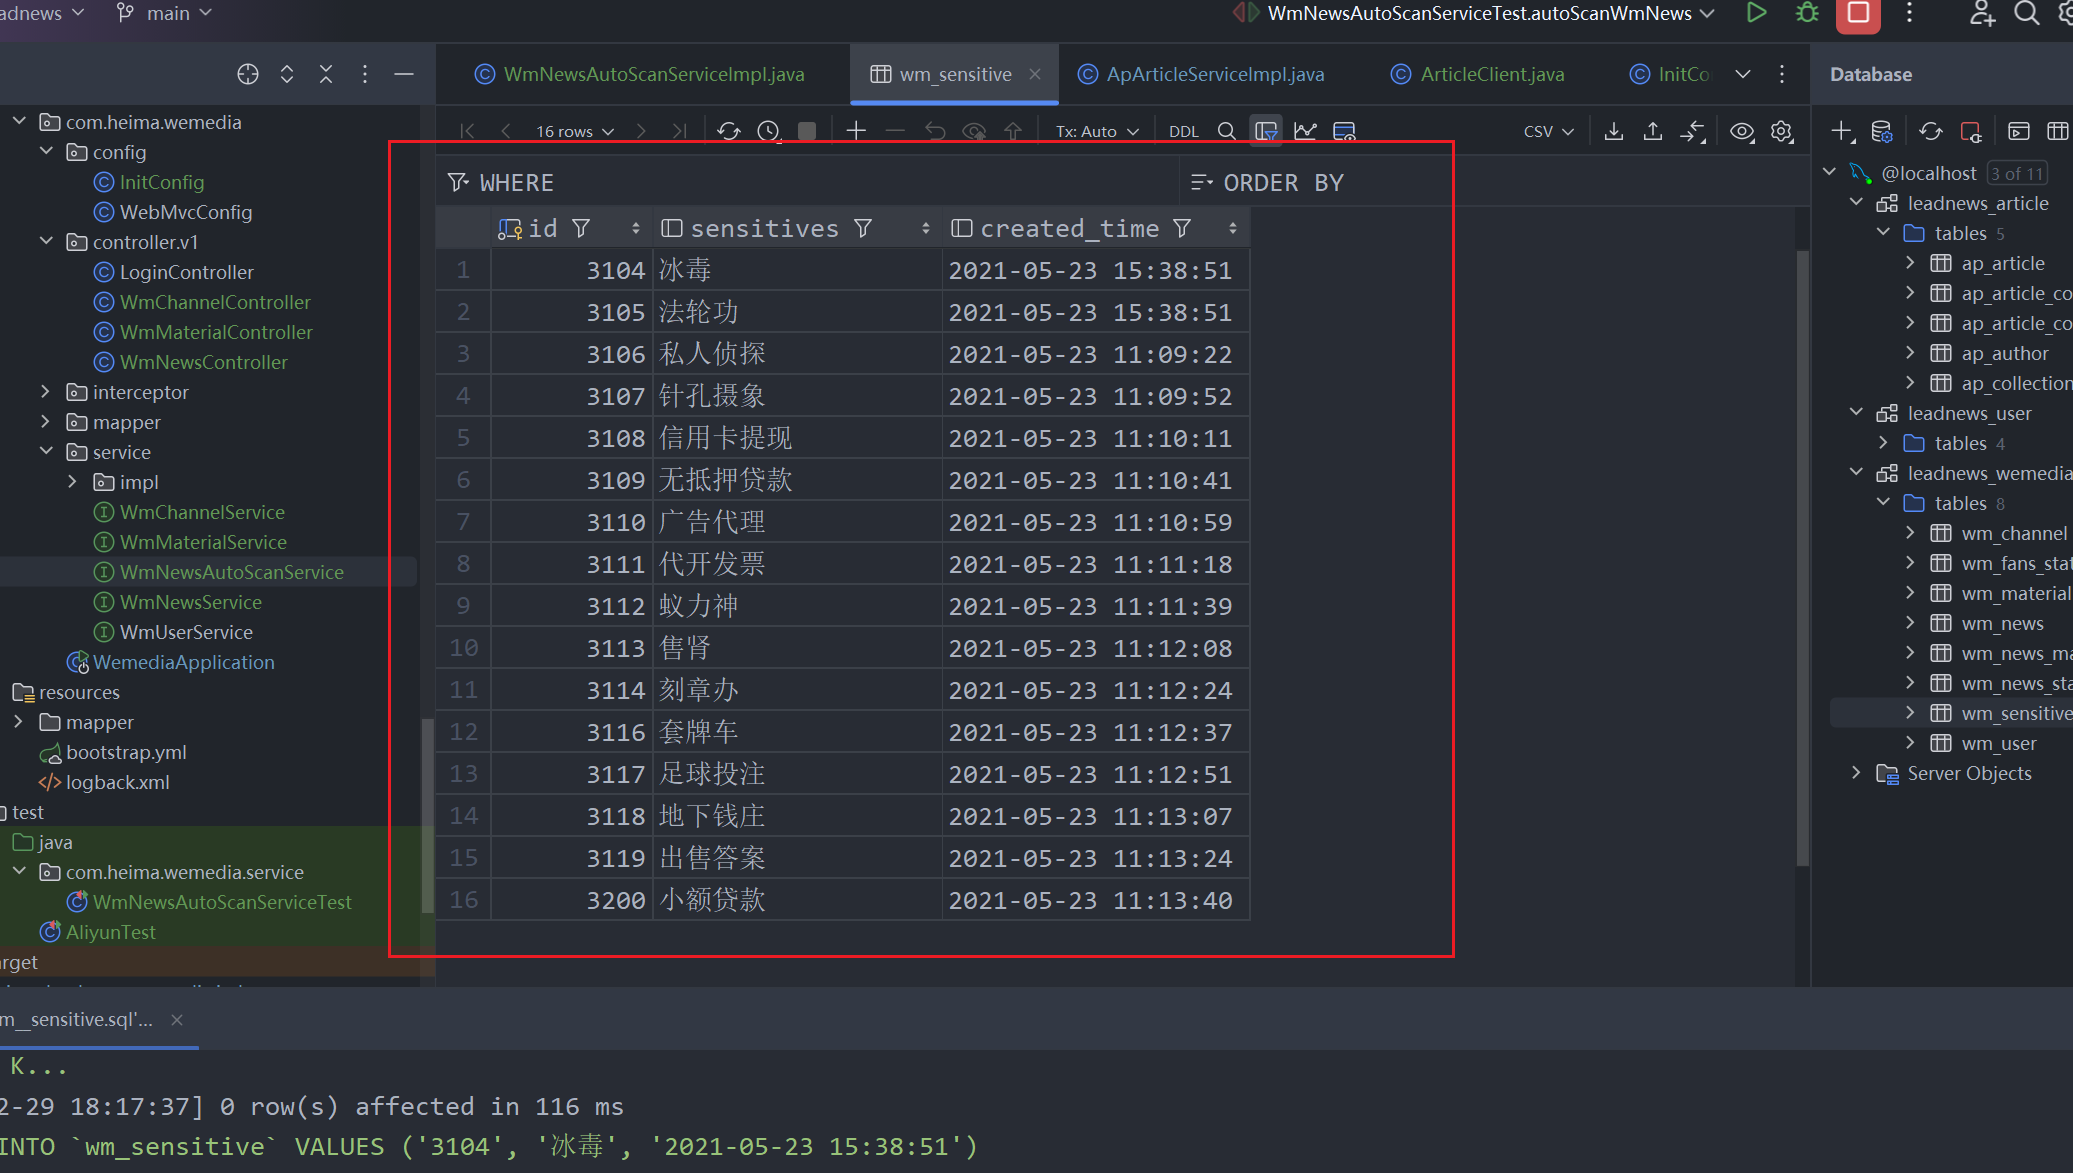 adnews main WmNewsAutoScanServiceTest.autoScanWmNews
WmNewsAutoScanServiceImpl.java wm_sensitive ApArticleServiceImpl.java ArticleClient.java InitCo Database
16 rows Tx: Auto DDL CSV
WHERE ORDER BY
id sensitives created_time
1 3104 冰毒 2021-05-23 15:38:51
2 3105 法轮功 2021-05-23 15:38:51
3 3106 私人侦探 2021-05-23 11:09:22
4 3107 针孔摄象 2021-05-23 11:09:52
5 3108 信用卡提现 2021-05-23 11:10:11
6 3109 无抵押贷款 2021-05-23 11:10:41
7 3110 广告代理 2021-05-23 11:10:59
8 3111 代开发票 2021-05-23 11:11:18
9 3112 蚁力神 2021-05-23 11:11:39
10 3113 售肾 2021-05-23 11:12:08
11 3114 刻章办 2021-05-23 11:12:24
12 3116 套牌车 2021-05-23 11:12:37
13 3117 足球投注 2021-05-23 11:12:51
14 3118 地下钱庄 2021-05-23 11:13:07
15 3119 出售答案 2021-05-23 11:13:24
16 3200 小额贷款 2021-05-23 11:13:40
com.heima.wemedia
config
InitConfig
WebMvcConfig
controller.v1
LoginController
WmChannelController
WmMaterialController
WmNewsController
interceptor
mapper
service
impl
WmChannelService
WmMaterialService
WmNewsAutoScanService
WmNewsService
WmUserService
WemediaApplication
resources
mapper
bootstrap.yml
logback.xml
test
java
com.heima.wemedia.service
WmNewsAutoScanServiceTest
AliyunTest
rget
@localhost 3 of 11
leadnews_article
tables 5
ap_article
ap_article_co
ap_article_co
ap_author
ap_collection
leadnews_user
tables 4
leadnews_wemedia
tables 8
wm_channel
wm_fans_stat
wm_material
wm_news
wm_news_ma
wm_news_sta
wm_sensitive
wm_user
Server Objects
m_sensitive.sql'...
K...
2-29 18:17:37] 0 row(s) affected in 116 ms
INTO `wm_sensitive` VALUES ('3104', '冰毒', '2021-05-23 15:38:51')